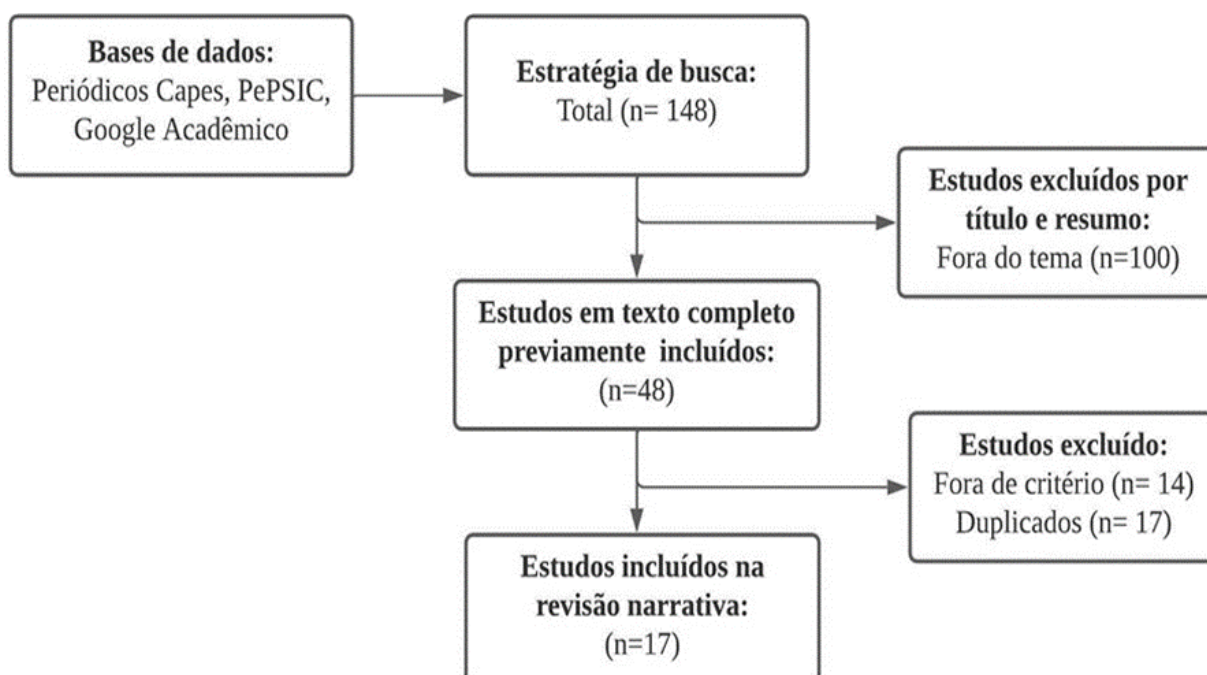 Bases de dados:
Periódicos Capes, PePSIC,
Google Acadêmico
Estratégia de busca:
Total (n= 148)
Estudos excluídos por
título e resumo:
Fora do tema (n=100)
Estudos em texto completo
previamente incluídos:
(n=48)
Estudos excluído:
Fora de critério (n= 14)
Duplicados (n= 17)
Estudos incluídos na
revisão narrativa:
(n=17)